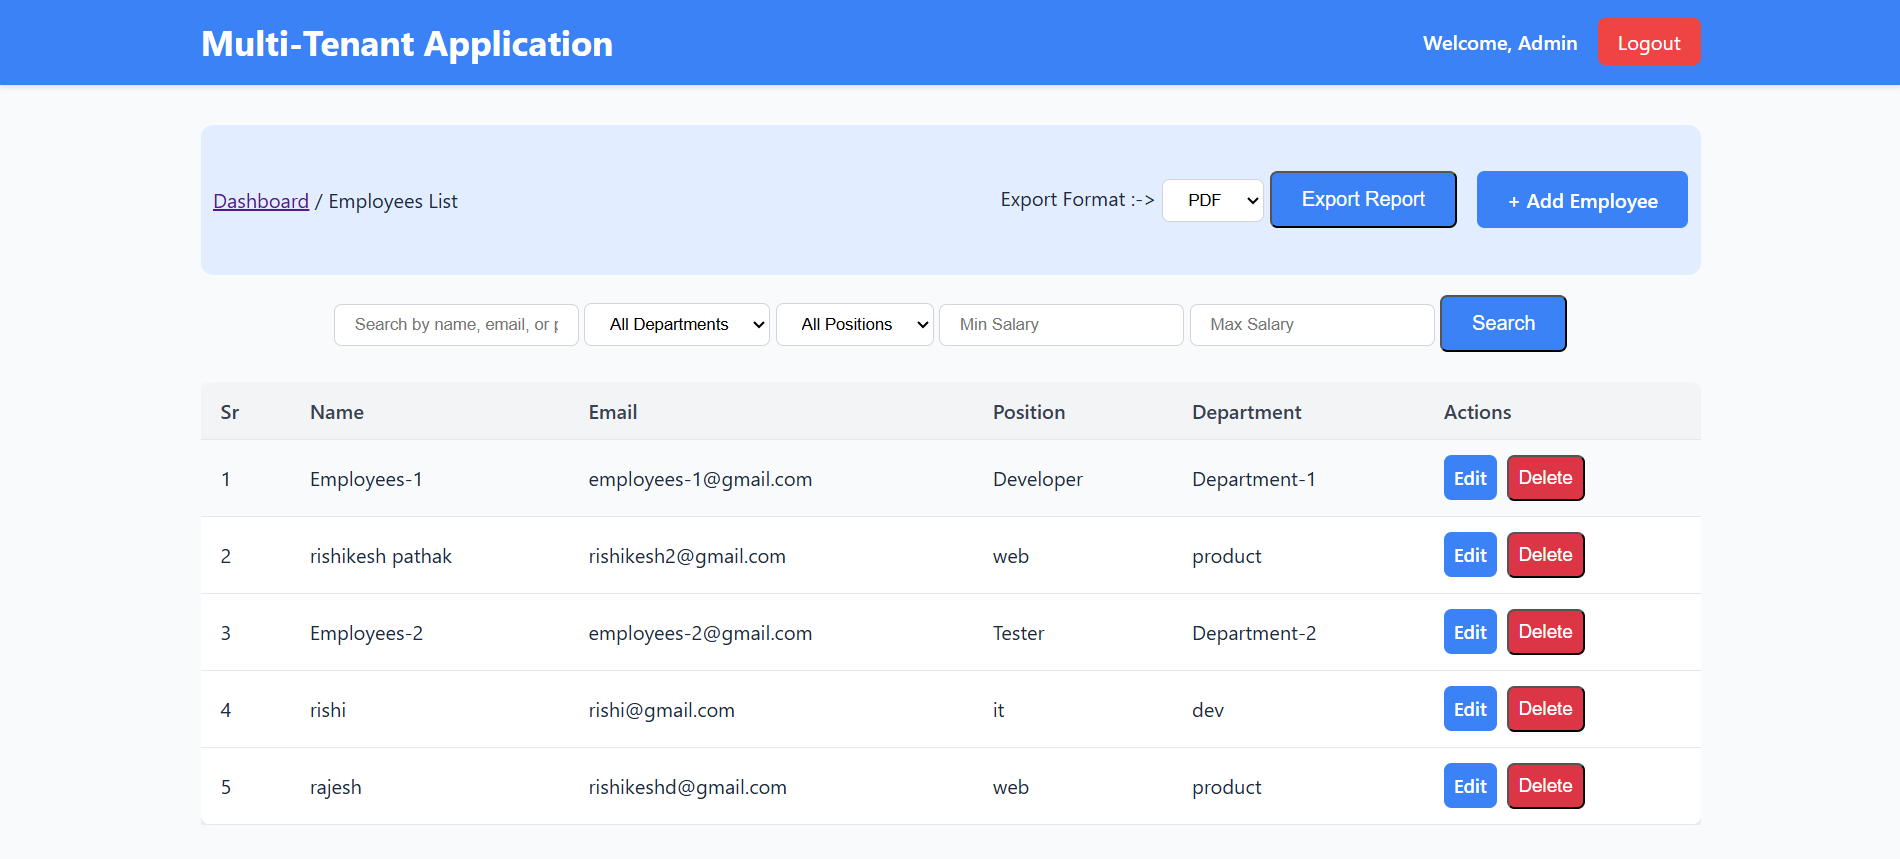 Multi-Tenant Application Welcome, Admin Logout
Dashboard / Employees List Export Format :-> PDF Export Report + Add Employee
Search by name, email, or All Departments All Positions Min Salary Max Salary Search
Sr Name Email Position Department Actions
1 Employees-1 employees-1@gmail.com Developer Department-1 Edit Delete
2 rishikesh pathak rishikesh2@gmail.com web product Edit Delete
3 Employees-2 employees-2@gmail.com Tester Department-2 Edit Delete
4 rishi rishi@gmail.com it dev Edit Delete
5 rajesh rishikeshd@gmail.com web product Edit Delete